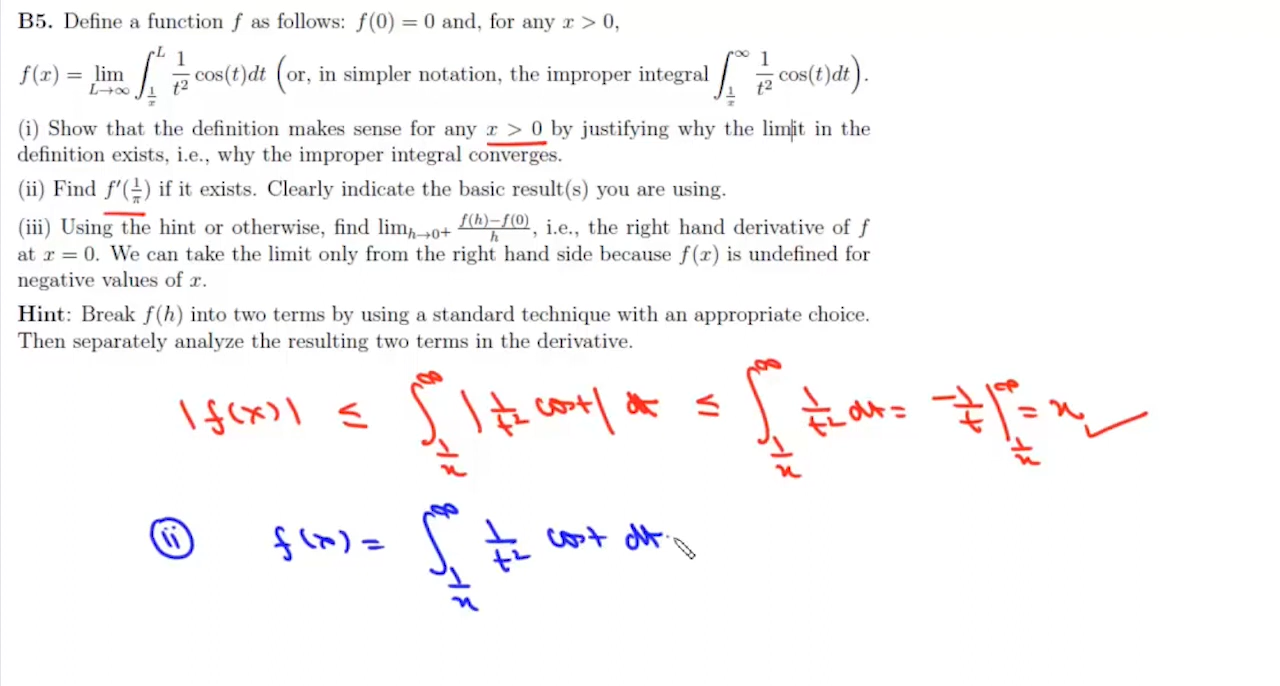 B5. Define a function f as follows: f(0) = 0 and, for any x > 0,
f(x) = lim_{L→∞} ∫_{1/x}^{L} 1/t² cos(t)dt (or, in simpler notation, the improper integral ∫_{1/x}^{∞} 1/t² cos(t)dt).
(i) Show that the definition makes sense for any x > 0 by justifying why the limit in the
definition exists, i.e., why the improper integral converges.
(ii) Find f′(1/π) if it exists. Clearly indicate the basic result(s) you are using.
(iii) Using the hint or otherwise, find lim_{h→0+} (f(h)−f(0))/h, i.e., the right hand derivative of f
at x = 0. We can take the limit only from the right hand side because f(x) is undefined for
negative values of x.
Hint: Break f(h) into two terms by using a standard technique with an appropriate choice.
Then separately analyze the resulting two terms in the derivative.
|f(x)| ≤ ∫_{1/x}^{∞} |1/t² cost| dt ≤ ∫_{1/x}^{∞} 1/t² dt = −1/t |_{1/x}^{∞} = x ✓
(ii) f(x) = ∫_{1/x}^{∞} 1/t² cost dt.